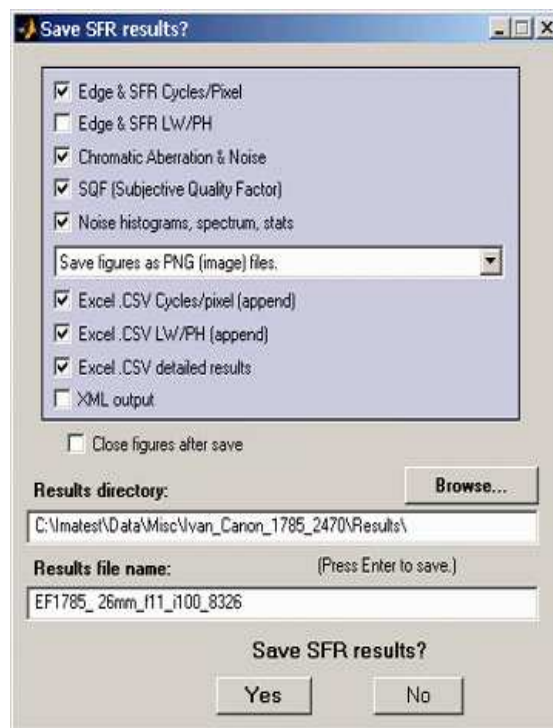 Save SFR results?
Edge & SFR Cycles/Pixel
Edge & SFR LW/PH
Chromatic Aberration & Noise
SQF (Subjective Quality Factor)
Noise histograms, spectrum, stats
Save figures as PNG (image) files.
Excel .CSV Cycles/pixel (append)
Excel .CSV LW/PH (append)
Excel .CSV detailed results
XML output
Close figures after save
Results directory:
Browse...
C:\Imatest\Data\Misc\Ivan_Canon_1785_2470\Results\
Results file name:
(Press Enter to save.)
EF1785_ 26mm_f11_i100_8326
Save SFR results?
Yes
No